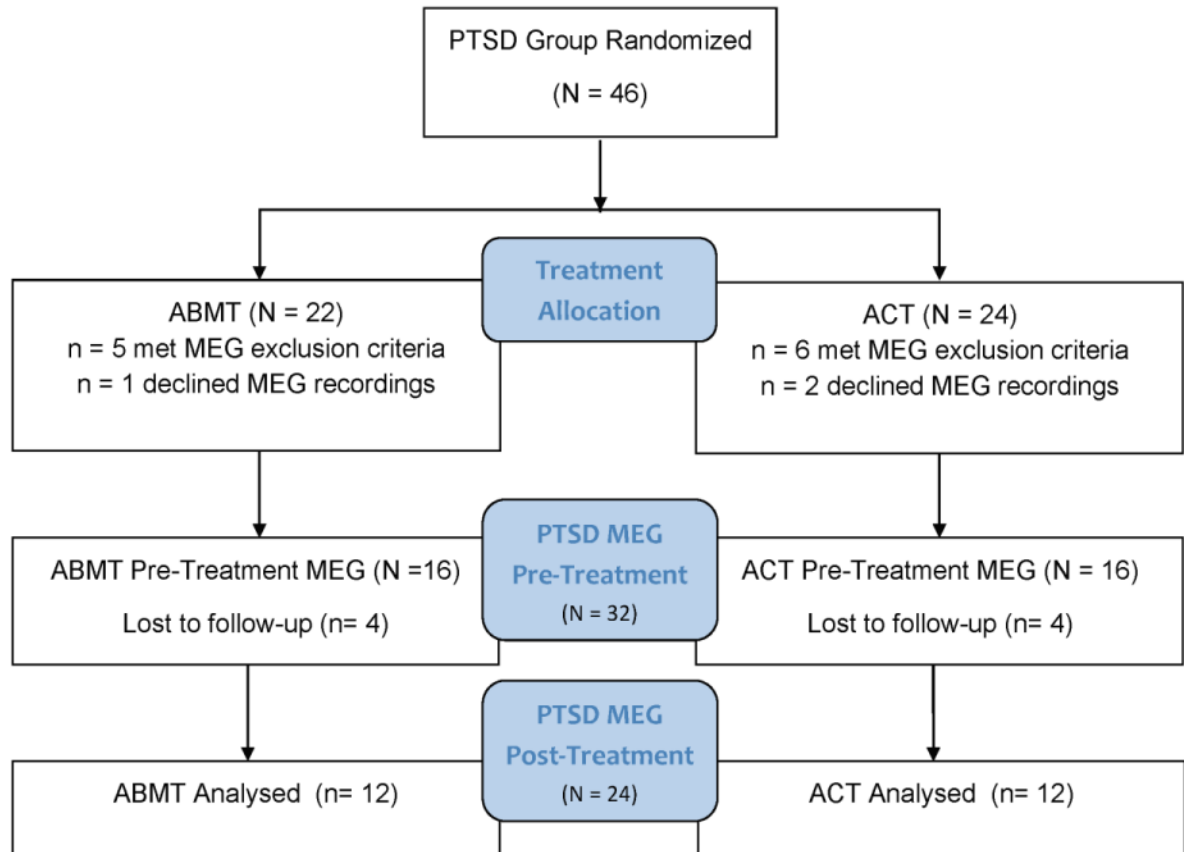 PTSD Group Randomized
(N = 46)
Treatment
Allocation
ABMT (N = 22)
n = 5 met MEG exclusion criteria
n = 1 declined MEG recordings
ACT (N = 24)
n = 6 met MEG exclusion criteria
n = 2 declined MEG recordings
PTSD MEG
Pre-Treatment
(N = 32)
ABMT Pre-Treatment MEG (N =16)
Lost to follow-up (n= 4)
ACT Pre-Treatment MEG (N = 16)
Lost to follow-up (n= 4)
PTSD MEG
Post-Treatment
(N = 24)
ABMT Analysed (n= 12)
ACT Analysed (n= 12)